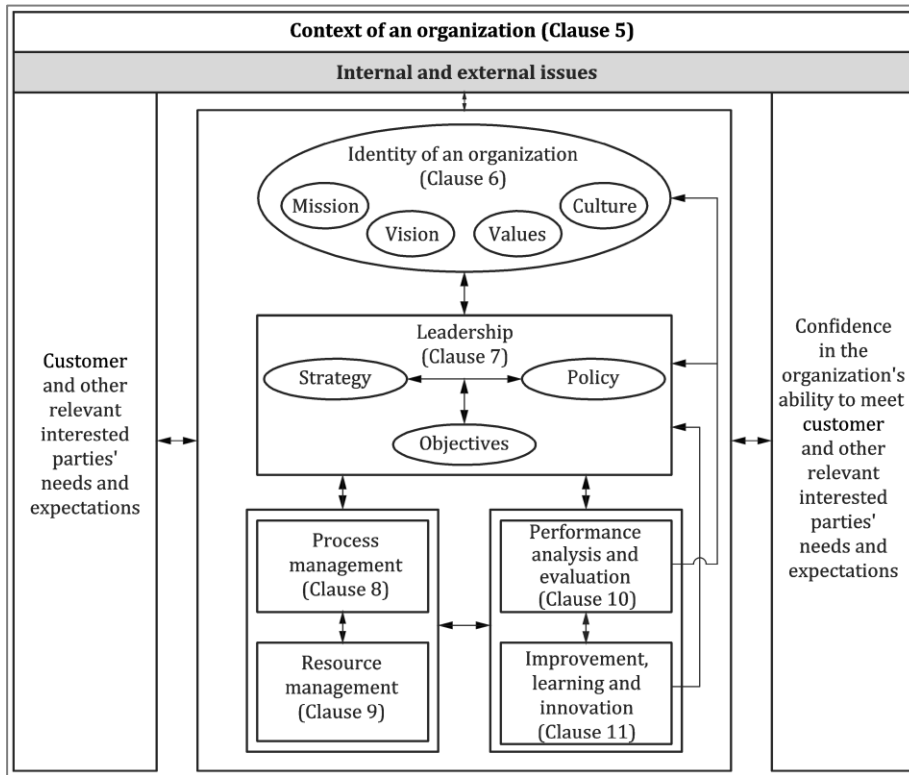 Context of an organization (Clause 5)
Internal and external issues
Customer
and other
relevant
interested
parties'
needs and
expectations
Identity of an organization
(Clause 6)
Mission
Vision
Values
Culture
Leadership
(Clause 7)
Strategy
Policy
Objectives
Process
management
(Clause 8)
Resource
management
(Clause 9)
Performance
analysis and
evaluation
(Clause 10)
Improvement,
learning and
innovation
(Clause 11)
Confidence
in the
organization's
ability to meet
customer
and other
relevant
interested
parties'
needs and
expectations